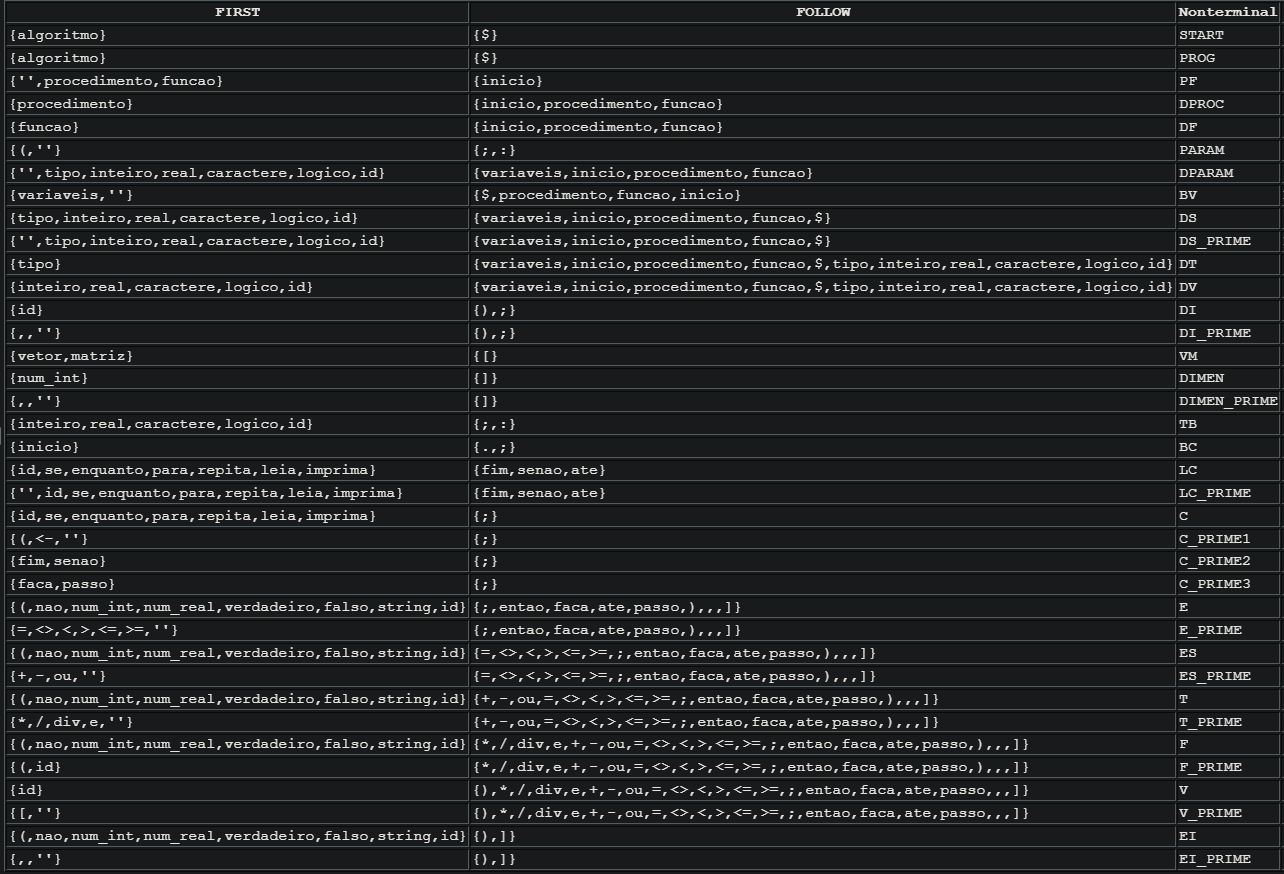 FIRST FOLLOW Nonterminal
{algoritmo} {$} START
{algoritmo} {$} PROG
{'',procedimento,funcao} {inicio} PF
{procedimento} {inicio,procedimento,funcao} DPROC
{funcao} {inicio,procedimento,funcao} DF
{(,''} {;,:} PARAM
{'',tipo,inteiro,real,caractere,logico,id} {variaveis,inicio,procedimento,funcao} DPARAM
{variaveis,''} {$,procedimento,funcao,inicio} BV
{tipo,inteiro,real,caractere,logico,id} {variaveis,inicio,procedimento,funcao,$} DS
{'',tipo,inteiro,real,caractere,logico,id} {variaveis,inicio,procedimento,funcao,$} DS_PRIME
{tipo} {variaveis,inicio,procedimento,funcao,$,tipo,inteiro,real,caractere,logico,id} DT
{inteiro,real,caractere,logico,id} {variaveis,inicio,procedimento,funcao,$,tipo,inteiro,real,caractere,logico,id} DV
{id} {),;} DI
{,,''} {),;} DI_PRIME
{vetor,matriz} {[} VM
{num_int} {]} DIMEN
{,,''} {]} DIMEN_PRIME
{inteiro,real,caractere,logico,id} {;,:} TB
{inicio} {.,;} BC
{id,se,enquanto,para,repita,leia,imprima} {fim,senao,ate} LC
{'',id,se,enquanto,para,repita,leia,imprima} {fim,senao,ate} LC_PRIME
{id,se,enquanto,para,repita,leia,imprima} {;} C
{(,<-,''} {;} C_PRIME1
{fim,senao} {;} C_PRIME2
{faca,passo} {;} C_PRIME3
{(,nao,num_int,num_real,verdadeiro,falso,string,id} {;,entao,faca,ate,passo,),,,]} E
{=,<>,<,>,<=,>=,''} {;,entao,faca,ate,passo,),,,]} E_PRIME
{(,nao,num_int,num_real,verdadeiro,falso,string,id} {=,<>,<,>,<=,>=,;,entao,faca,ate,passo,),,,]} ES
{+,-,ou,''} {=,<>,<,>,<=,>=,;,entao,faca,ate,passo,),,,]} ES_PRIME
{(,nao,num_int,num_real,verdadeiro,falso,string,id} {+,-,ou,=,<>,<,>,<=,>=,;,entao,faca,ate,passo,),,,]} T
{*,/,div,e,''} {+,-,ou,=,<>,<,>,<=,>=,;,entao,faca,ate,passo,),,,]} T_PRIME
{(,nao,num_int,num_real,verdadeiro,falso,string,id} {*,/,div,e,+,-,ou,=,<>,<,>,<=,>=,;,entao,faca,ate,passo,),,,]} F
{(,id} {*,/,div,e,+,-,ou,=,<>,<,>,<=,>=,;,entao,faca,ate,passo,),,,]} F_PRIME
{id} {),*,/,div,e,+,-,ou,=,<>,<,>,<=,>=,;,entao,faca,ate,passo,,,]} V
{[,''} {),*,/,div,e,+,-,ou,=,<>,<,>,<=,>=,;,entao,faca,ate,passo,,,]} V_PRIME
{(,nao,num_int,num_real,verdadeiro,falso,string,id} {),]} EI
{,,''} {),]} EI_PRIME